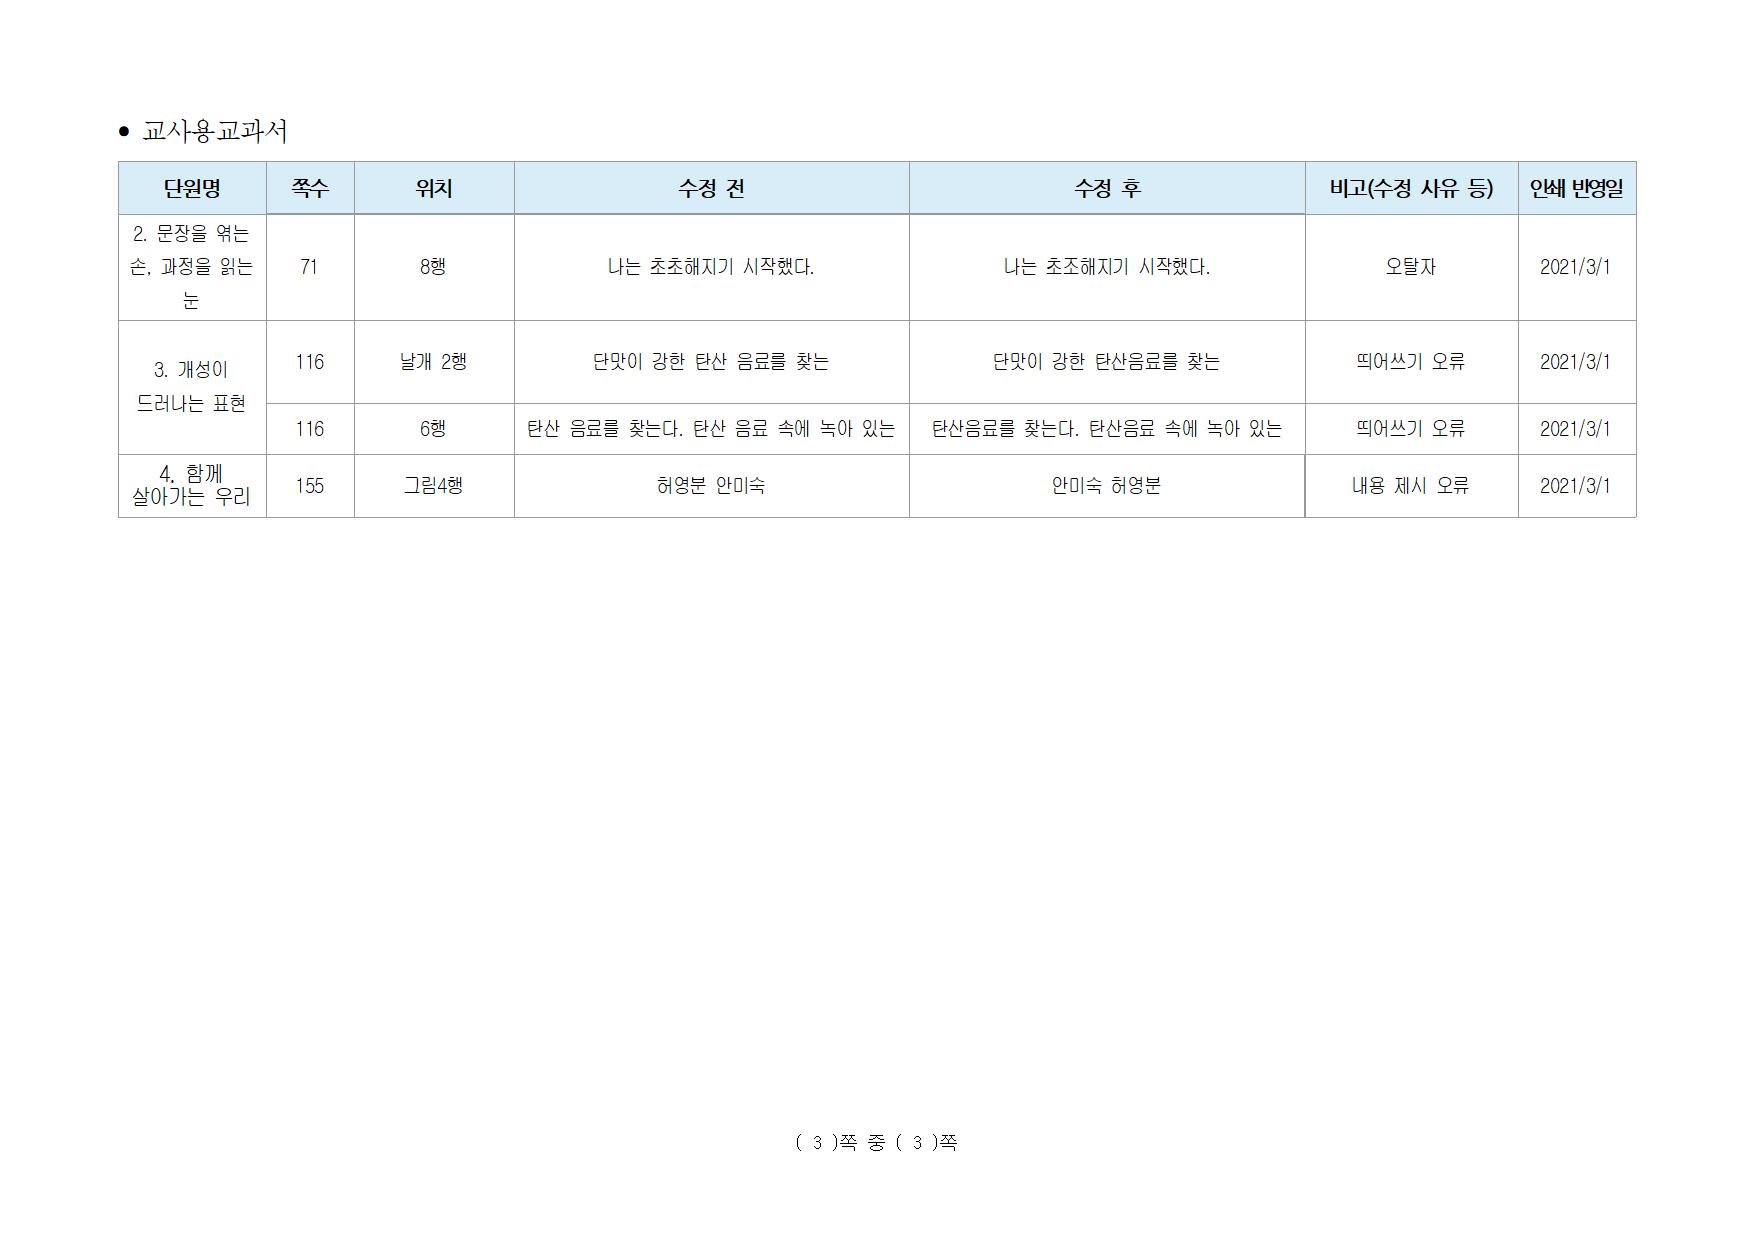 • 교사용교과서
단원명 쪽수 위치 수정 전 수정 후 비고(수정 사유 등) 인쇄 반영일
2. 문장을 엮는
손, 과정을 읽는
눈
71 8행 나는 초초해지기 시작했다. 나는 초조해지기 시작했다. 오탈자 2021/3/1
3. 개성이
드러나는 표현
116 날개 2행 단맛이 강한 탄산 음료를 찾는 단맛이 강한 탄산음료를 찾는 띄어쓰기 오류 2021/3/1
116 6행 탄산 음료를 찾는다. 탄산 음료 속에 녹아 있는 탄산음료를 찾는다. 탄산음료 속에 녹아 있는 띄어쓰기 오류 2021/3/1
4. 함께
살아가는 우리
155 그림4행 허영분 안미숙 안미숙 허영분 내용 제시 오류 2021/3/1
( 3 )쪽 중 ( 3 )쪽